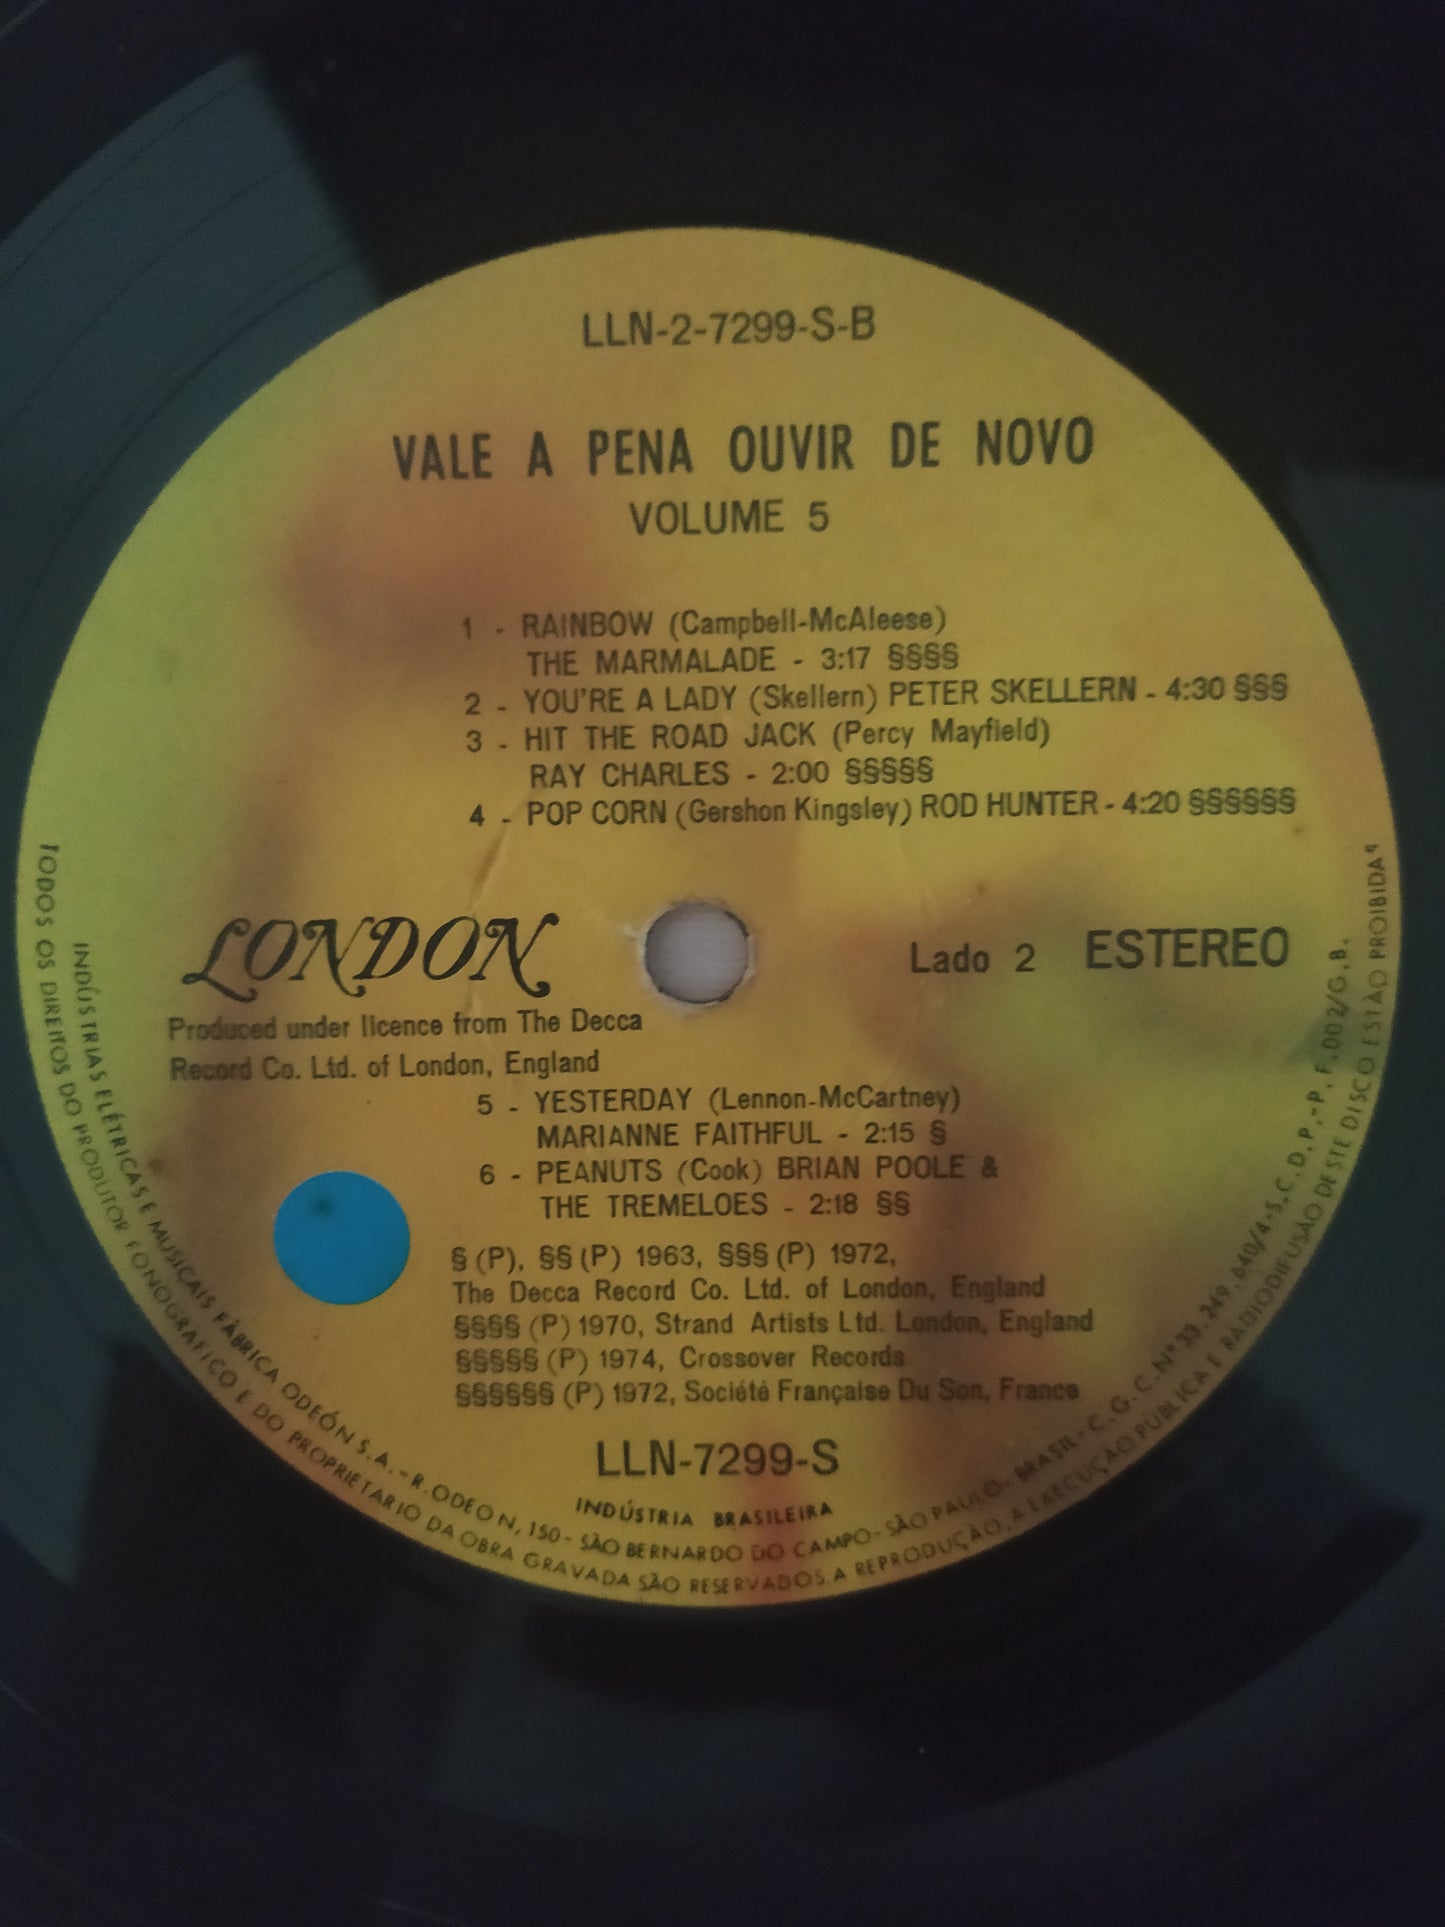 LLN-2-7299-S-B
VALE A PENA OUVIR DE NOVO
VOLUME 5
1 - RAINBOW (Campbell-McAleese)
THE MARMALADE - 3:17 §§§§
2 - YOU'RE A LADY (Skellern) PETER SKELLERN - 4:30 §§§
3 - HIT THE ROAD JACK (Percy Mayfield)
RAY CHARLES - 2:00 §§§§§
4 - POP CORN (Gershon Kingsley) ROD HUNTER - 4:20 §§§§§§
LONDON
Lado 2 ESTEREO
Produced under licence from The Decca
Record Co. Ltd. of London, England
5 - YESTERDAY (Lennon-McCartney)
MARIANNE FAITHFUL - 2:15 §
6 - PEANUTS (Cook) BRIAN POOLE &
THE TREMELOES - 2:18 §§
§ (P), §§ (P) 1963, §§§ (P) 1972,
The Decca Record Co. Ltd. of London, England
§§§§ (P) 1970, Strand Artists Ltd. London, England
§§§§§ (P) 1974, Crossover Records
§§§§§§ (P) 1972, Société Française Du Son, France
LLN-7299-S
INDÚSTRIA BRASILEIRA
INDÚSTRIAS ELÉTRICAS E MUSICAIS FÁBRICA ODEÓN S.A. - R. ODEON, 150 - SÃO BERNARDO DO CAMPO - SÃO PAULO - BRASIL - C.G.C. Nº 33.249.640/4-S.C.D.P.-P.F.002/G.B.
TODOS OS DIREITOS DO PRODUTOR FONOGRÁFICO E DO PROPRIETÁRIO DA OBRA GRAVADA SÃO RESERVADOS. A REPRODUÇÃO, A EXECUÇÃO PÚBLICA E RADIODIFUSÃO DESTE DISCO ESTÃO PROIBIDA